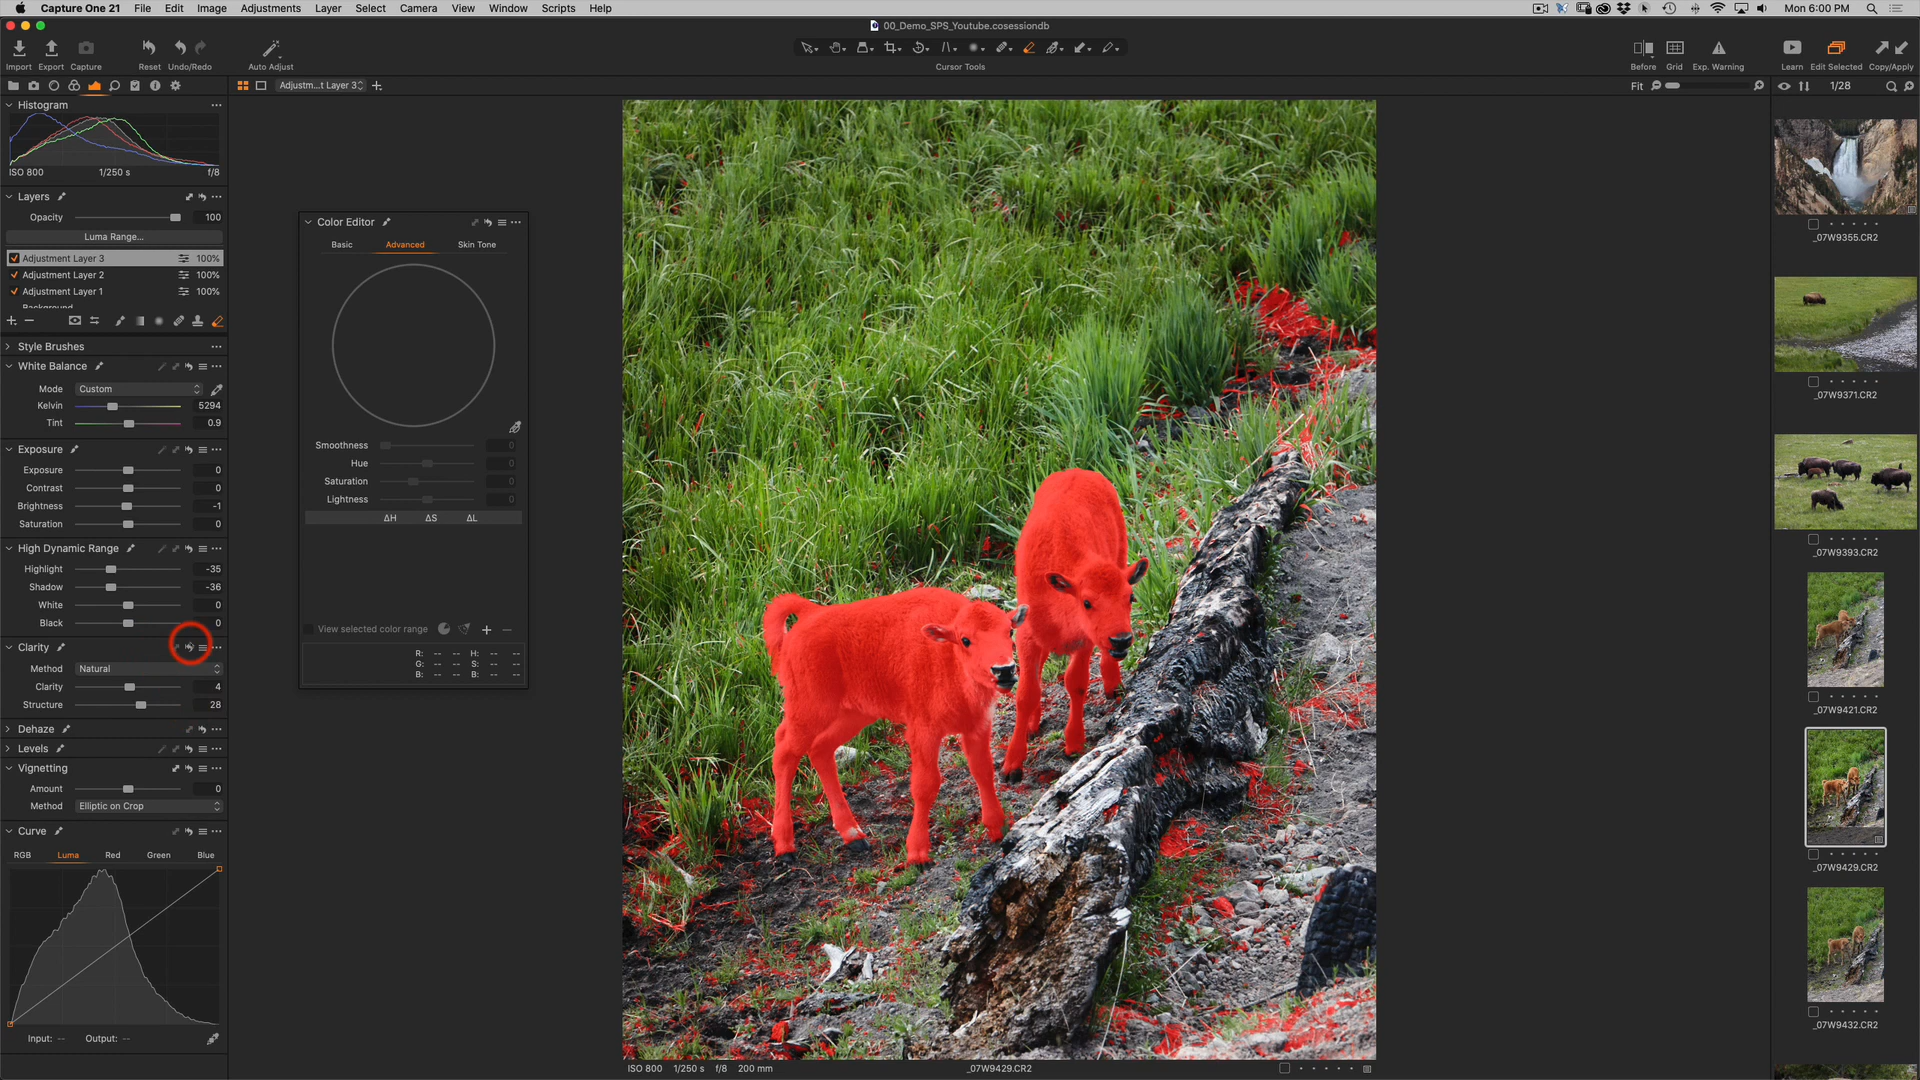 Capture One 21 File Edit Image Adjustments Layer Select Camera View Window Scripts Help Mon 6:00 PM
00_Demo_SPS_Youtube.cosessiondb
Import Export Capture Reset Undo/Redo Auto Adjust Cursor Tools Before Grid Exp. Warning Learn Edit Selected Copy/Apply
Adjustm...t Layer 3 Fit 1/28
Histogram
ISO 800 1/250 s f/8
Layers
Opacity 100
Luma Range...
Adjustment Layer 3 100%
Adjustment Layer 2 100%
Adjustment Layer 1 100%
Background
Style Brushes
White Balance
Mode Custom
Kelvin 5294
Tint 0.9
Exposure
Exposure 0
Contrast 0
Brightness -1
Saturation 0
High Dynamic Range
Highlight -35
Shadow -36
White 0
Black 0
Clarity
Method Natural
Clarity 4
Structure 28
Dehaze
Levels
Vignetting
Amount 0
Method Elliptic on Crop
Curve
RGB Luma Red Green Blue
Input: -- Output: --
Color Editor
Basic Advanced Skin Tone
Smoothness 0
Hue 0
Saturation 0
Lightness 0
ΔH ΔS ΔL
View selected color range
R: -- -- H: -- --
G: -- -- S: -- --
B: -- -- B: -- --
ISO 800 1/250 s f/8 200 mm _07W9429.CR2
_07W9355.CR2
_07W9371.CR2
_07W9393.CR2
_07W9421.CR2
_07W9429.CR2
_07W9432.CR2